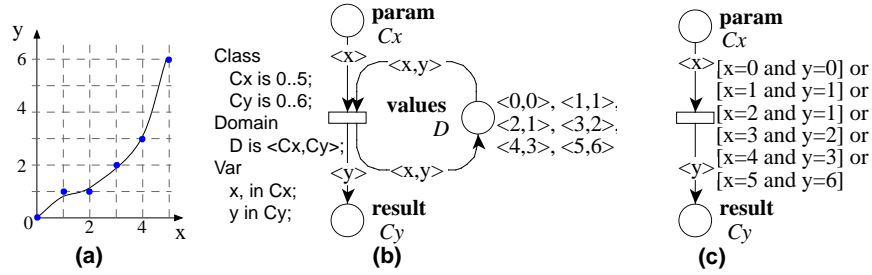 y
6
4
2
0
2
4
x
(a)
Class
Cx is 0..5;
Cy is 0..6;
Domain
D is <Cx,Cy>;
Var
x, in Cx;
y in Cy;
param
Cx
<x>
<x,y>
values
D
<0,0>, <1,1>,
<2,1>, <3,2>,
<4,3>, <5,6>
<x,y>
<y>
result
Cy
(b)
param
Cx
<x>
[x=0 and y=0] or
[x=1 and y=1] or
[x=2 and y=1] or
[x=3 and y=2] or
[x=4 and y=3] or
[x=5 and y=6]
<y>
result
Cy
(c)